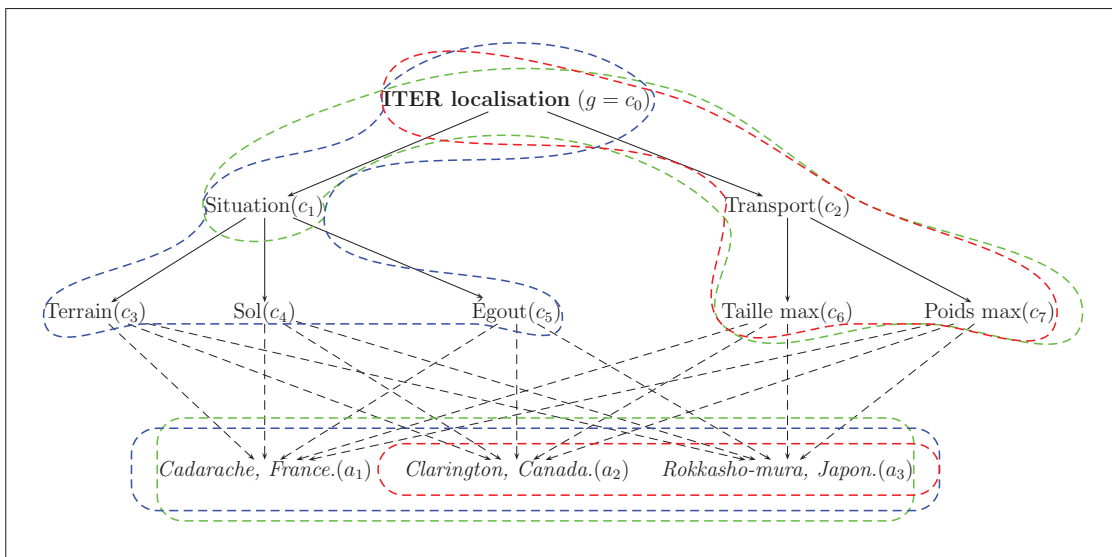 ITER localisation (g = c₀)
Situation(c₁) Transport(c₂)
Terrain(c₃) Sol(c₄) Egout(c₅) Taille max(c₆) Poids max(c₇)
Cadarache, France.(a₁) Clarington, Canada.(a₂) Rokkasho-mura, Japon.(a₃)